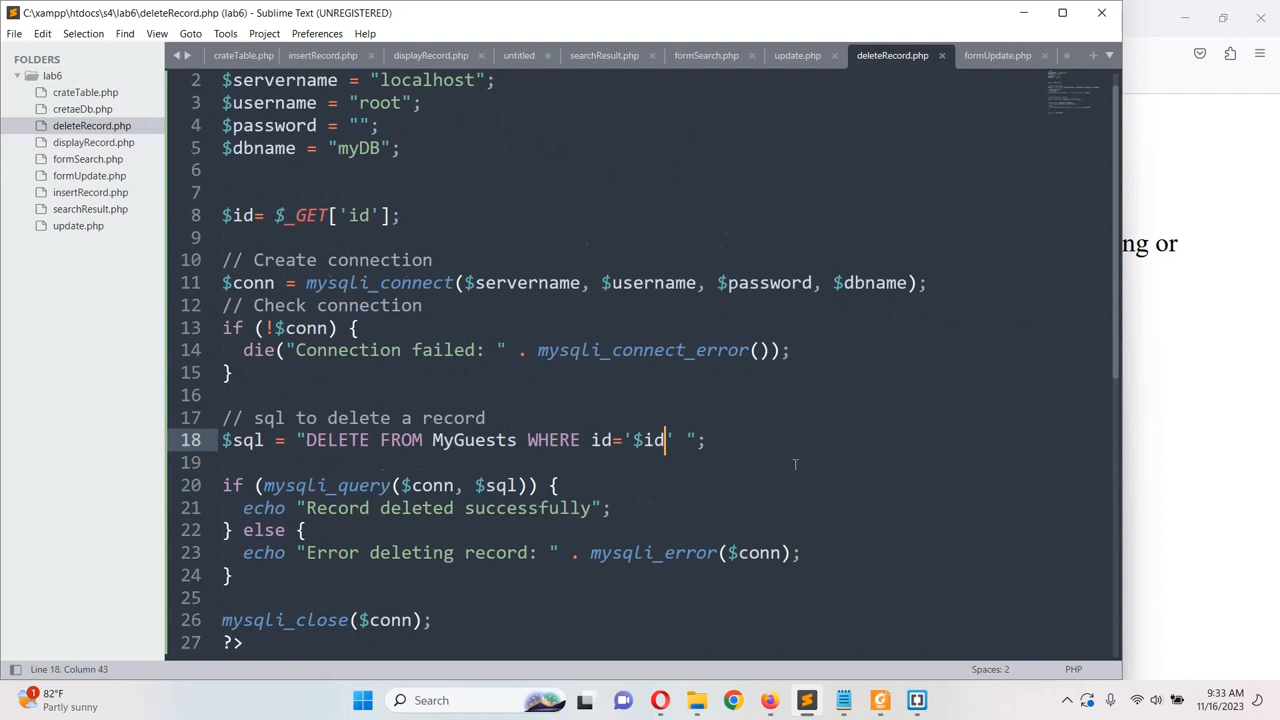 C:\xampp\htdocs\s4\lab6\deleteRecord.php (lab6) - Sublime Text (UNREGISTERED)
File Edit Selection Find View Goto Tools Project Preferences Help
FOLDERS
lab6
crateTable.php
cretaeDb.php
deleteRecord.php
displayRecord.php
formSearch.php
formUpdate.php
insertRecord.php
searchResult.php
update.php
crateTable.php insertRecord.php displayRecord.php untitled searchResult.php formSearch.php update.php deleteRecord.php formUpdate.php
2 $servername = "localhost";
3 $username = "root";
4 $password = "";
5 $dbname = "myDB";
6
7
8 $id= $_GET['id'];
9
10 // Create connection
11 $conn = mysqli_connect($servername, $username, $password, $dbname);
12 // Check connection
13 if (!$conn) {
14 die("Connection failed: " . mysqli_connect_error());
15 }
16
17 // sql to delete a record
18 $sql = "DELETE FROM MyGuests WHERE id='$id' ";
19
20 if (mysqli_query($conn, $sql)) {
21 echo "Record deleted successfully";
22 } else {
23 echo "Error deleting record: " . mysqli_error($conn);
24 }
25
26 mysqli_close($conn);
27 ?>
ng or
Line 18, Column 43
Spaces: 2 PHP
1
82°F
Partly sunny
Search
9:33 AM
11/16/2023